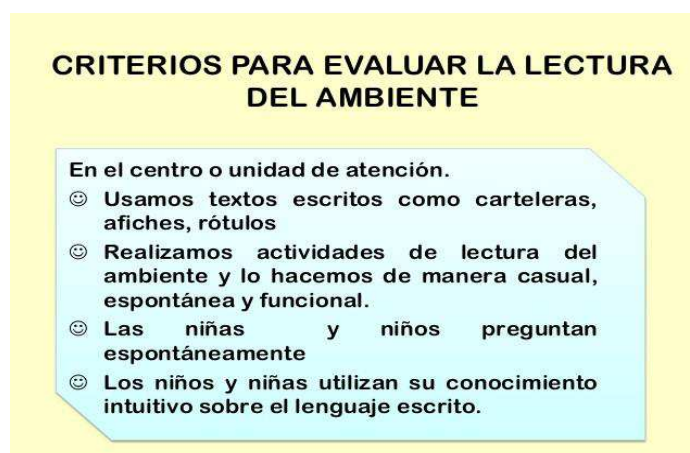 CRITERIOS PARA EVALUAR LA LECTURA
DEL AMBIENTE
En el centro o unidad de atención.
☺ Usamos textos escritos como carteleras,
afiches, rótulos
☺ Realizamos actividades de lectura del
ambiente y lo hacemos de manera casual,
espontánea y funcional.
☺ Las niñas y niños preguntan
espontáneamente
☺ Los niños y niñas utilizan su conocimiento
intuitivo sobre el lenguaje escrito.